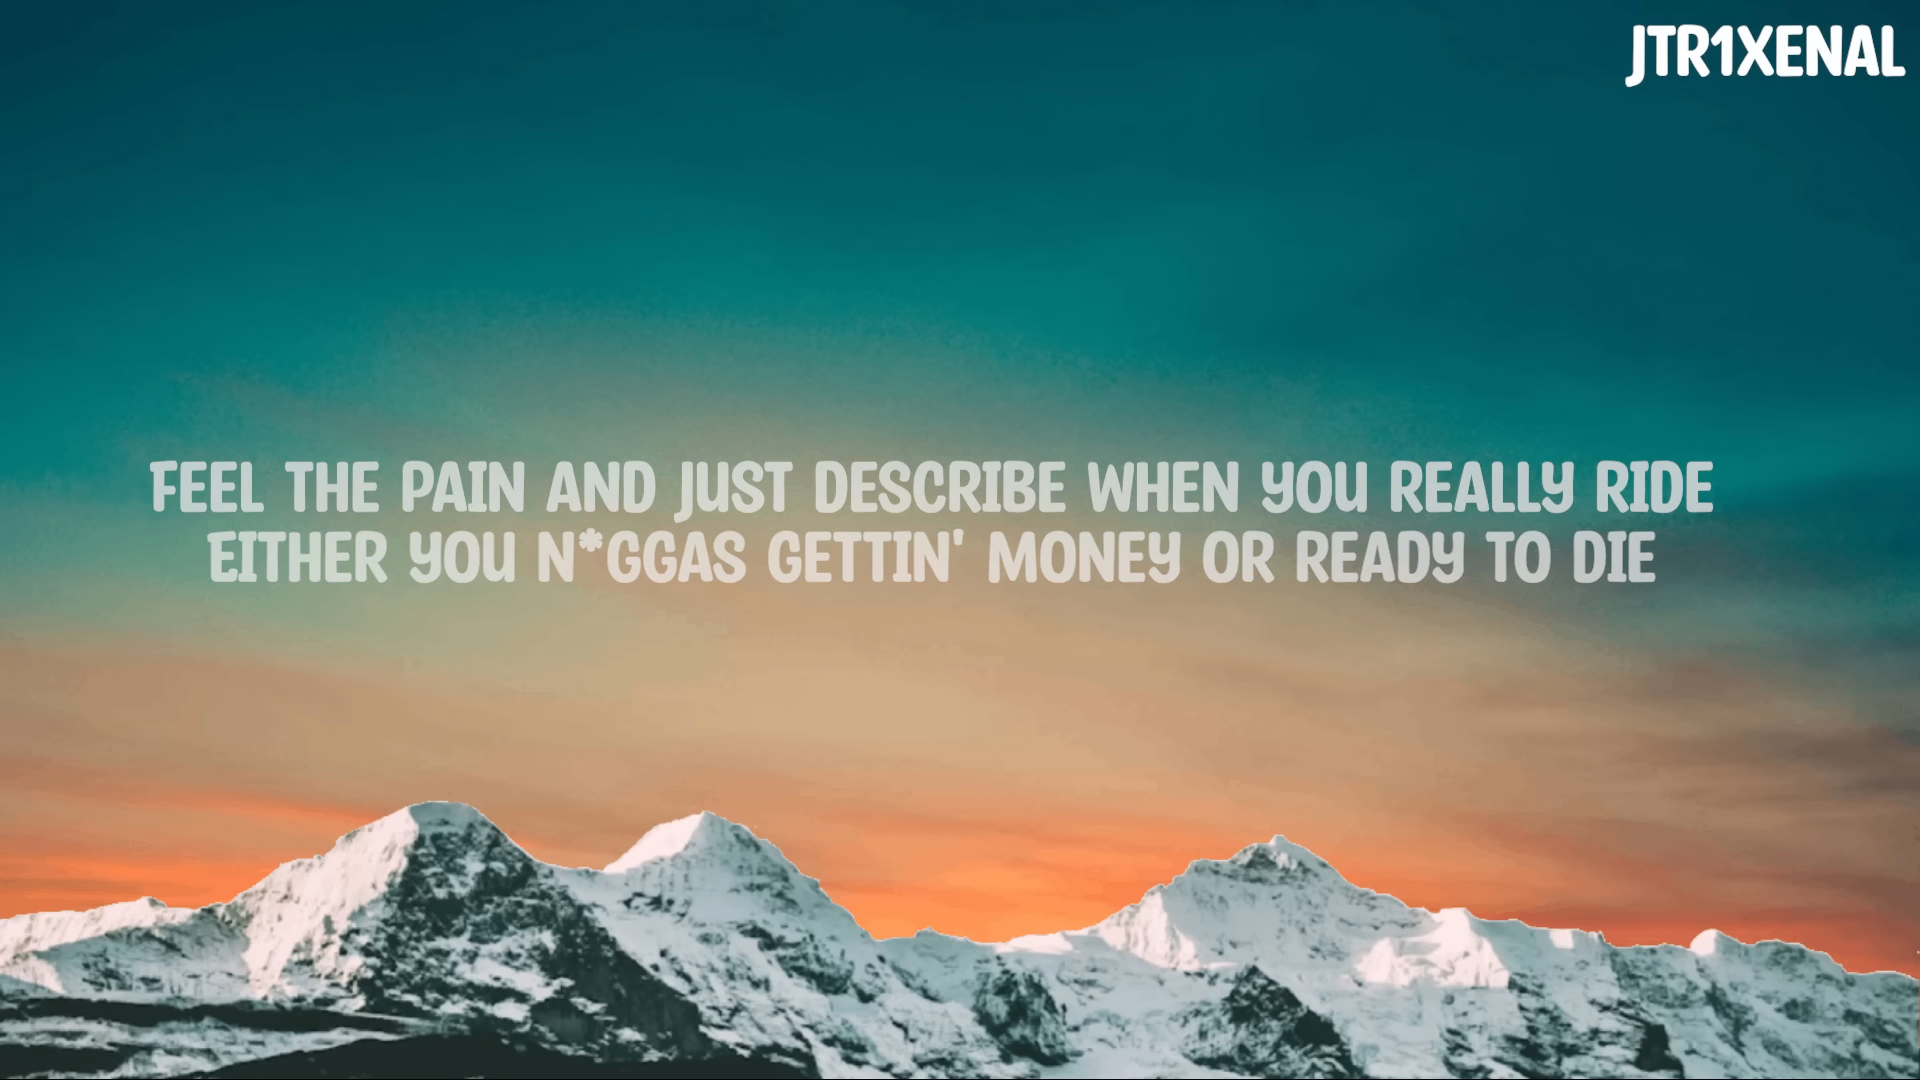 JTR1XENAL
FEEL THE PAIN AND JUST DESCRIBE WHEN YOU REALLY RIDE
EITHER YOU N*GGAS GETTIN' MONEY OR READY TO DIE